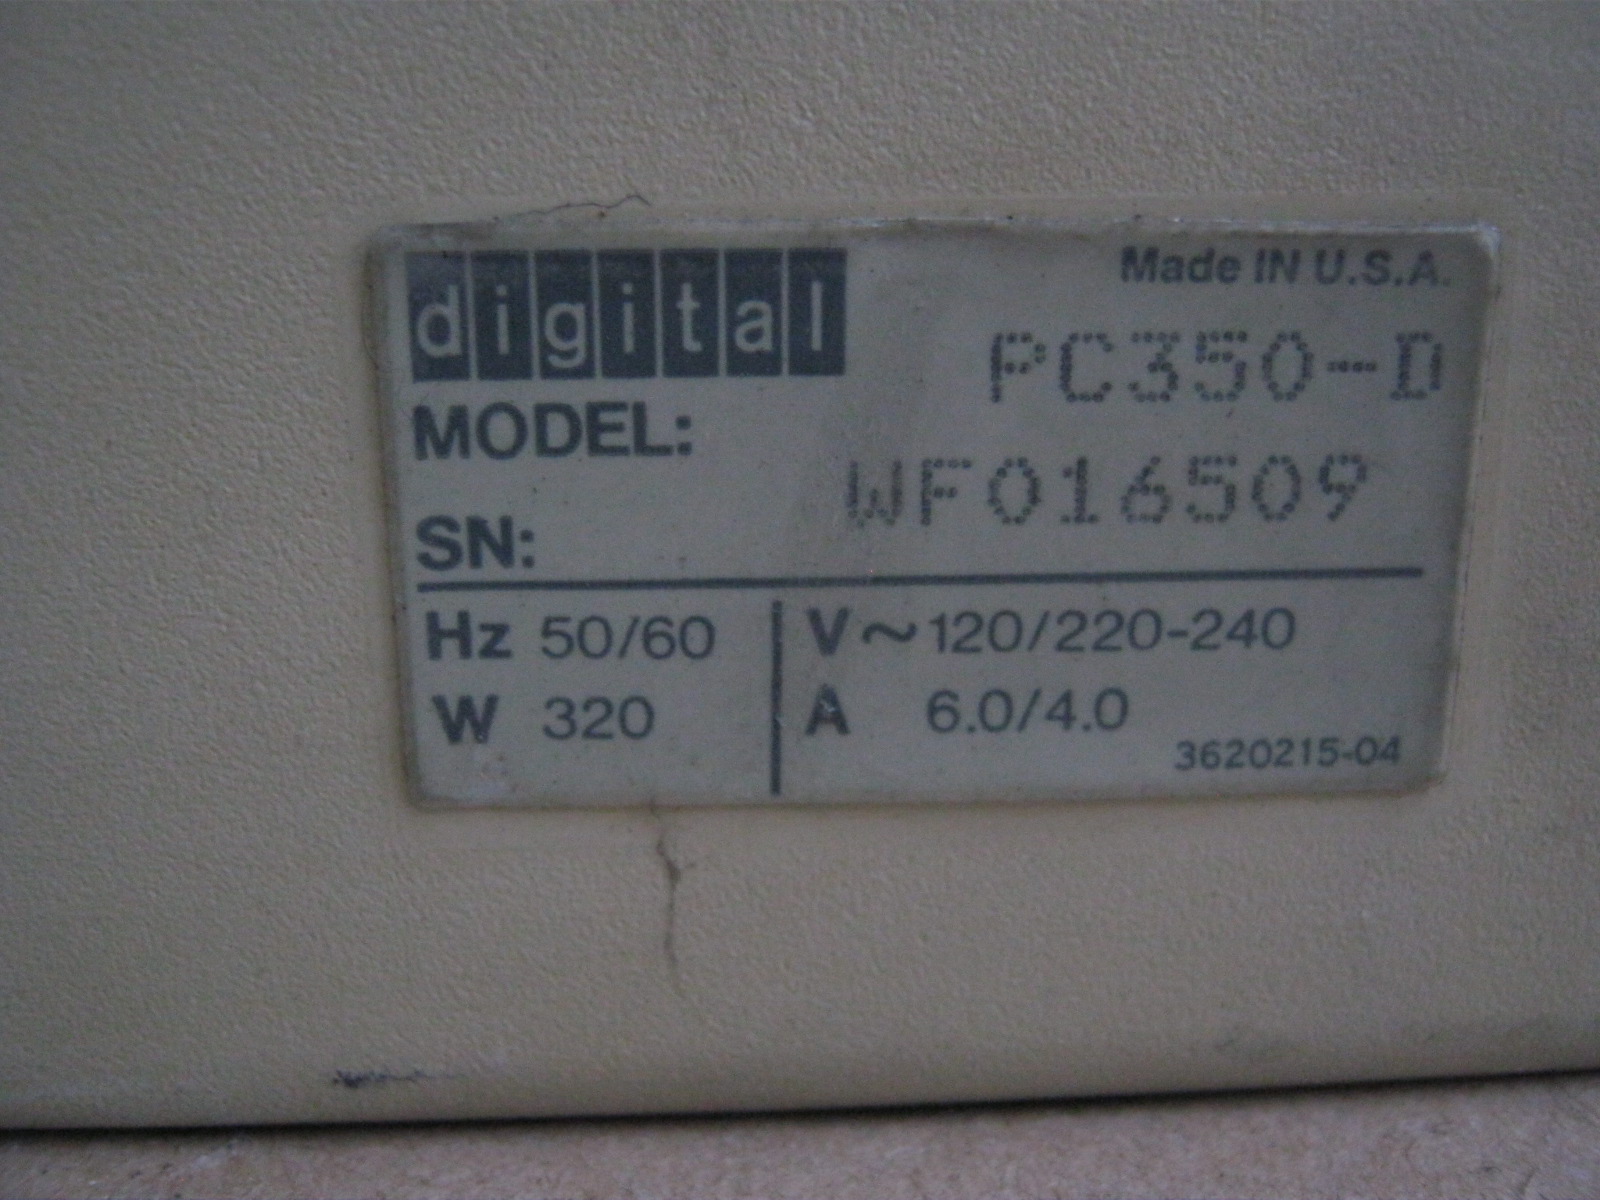 digital
Made IN U.S.A.
MODEL: PC350-D
SN: WF016509
Hz 50/60
W 320
V~120/220-240
A 6.0/4.0
3620215-04